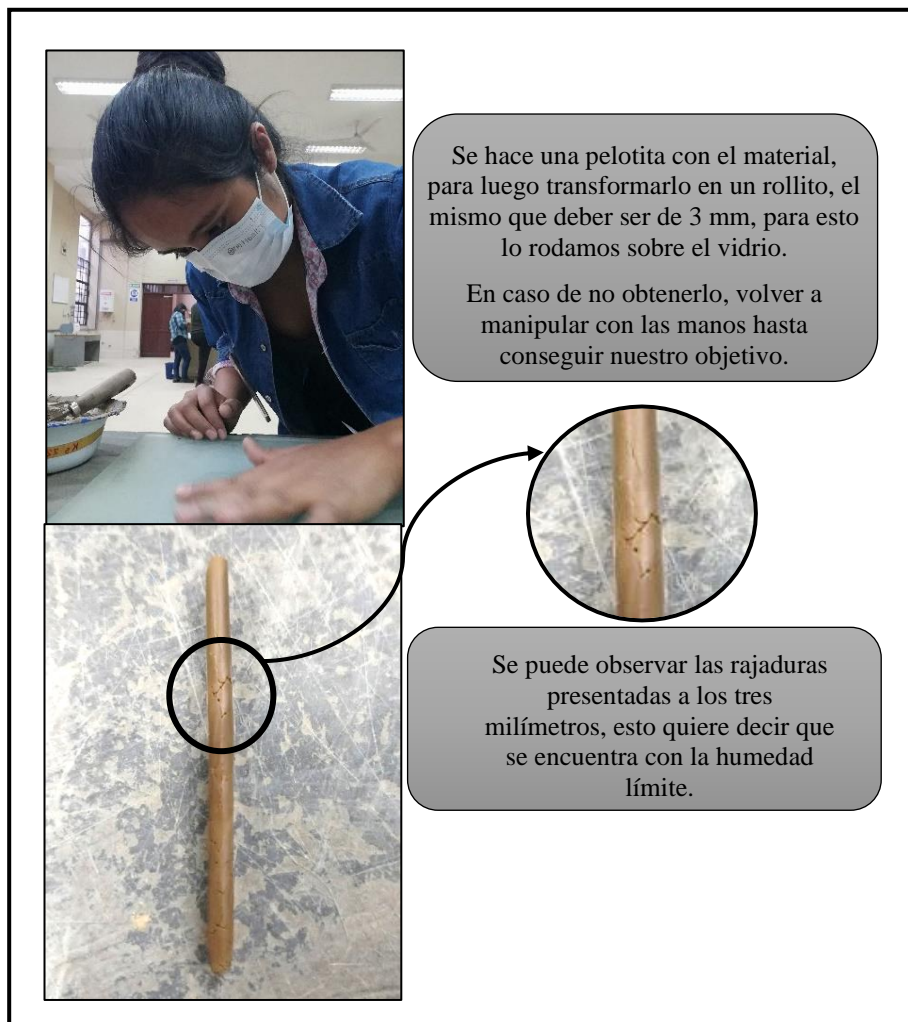 Se hace una pelotita con el material,
para luego transformarlo en un rollito, el
mismo que deber ser de 3 mm, para esto
lo rodamos sobre el vidrio.
En caso de no obtenerlo, volver a
manipular con las manos hasta
conseguir nuestro objetivo.
Se puede observar las rajaduras
presentadas a los tres
milímetros, esto quiere decir que
se encuentra con la humedad
límite.